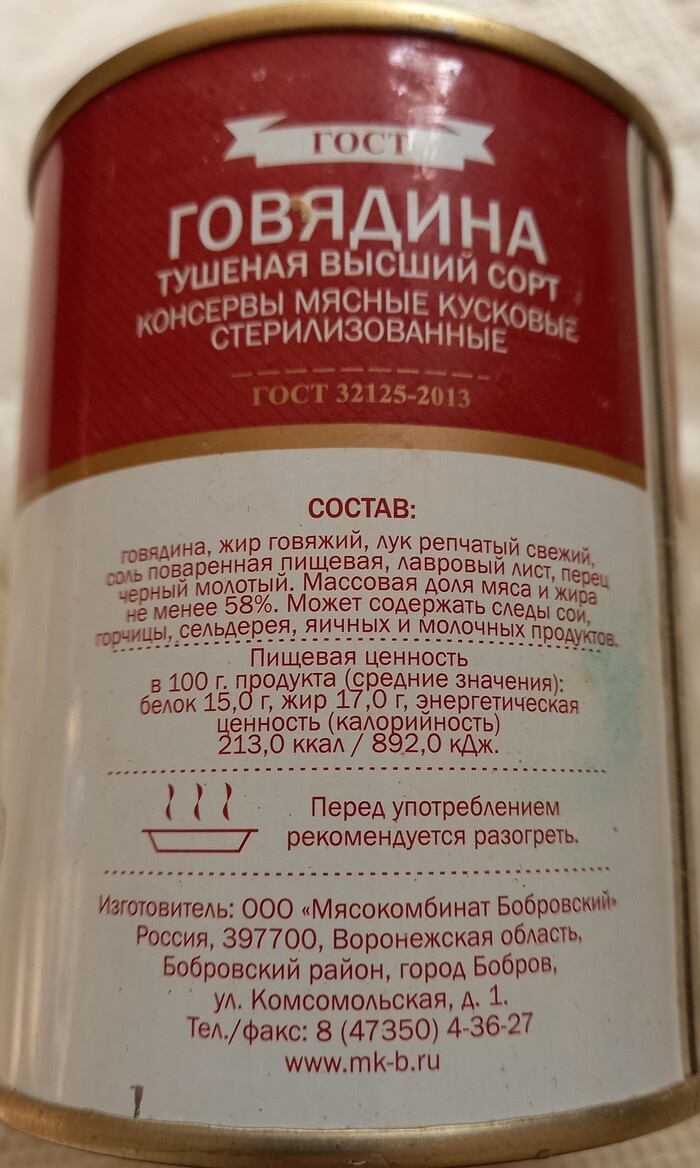 ГОСТ
ГОВЯДИНА
ТУШЕНАЯ ВЫСШИЙ СОРТ
КОНСЕРВЫ МЯСНЫЕ КУСКОВЫЕ
СТЕРИЛИЗОВАННЫЕ
ГОСТ 32125-2013
СОСТАВ:
говядина, жир говяжий, лук репчатый свежий,
соль поваренная пищевая, лавровый лист, перец
черный молотый. Массовая доля мяса и жира
не менее 58%. Может содержать следы сои,
горчицы, сельдерея, яичных и молочных продуктов.
Пищевая ценность
в 100 г. продукта (средние значения):
белок 15,0 г, жир 17,0 г, энергетическая
ценность (калорийность)
213,0 ккал / 892,0 кДж.
Перед употреблением
рекомендуется разогреть.
Изготовитель: ООО «Мясокомбинат Бобровский»
Россия, 397700, Воронежская область,
Бобровский район, город Бобров,
ул. Комсомольская, д. 1.
Тел./факс: 8 (47350) 4-36-27
www.mk-b.ru